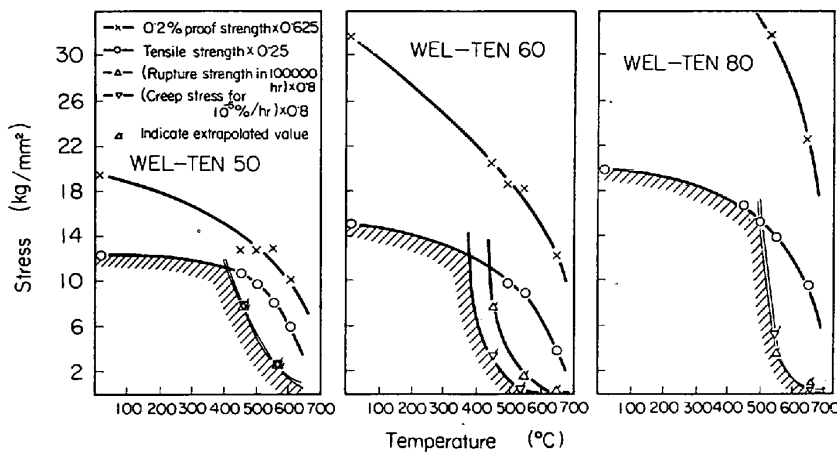 34
30
26
22
18
14
10
6
2
Stress (kg/mm²)
0·2% proof strength×0·625
Tensile strength×0·25
(Rupture strength in 100000 hr)×0·8
(Creep stress for 10⁻⁵%/hr)×0·8
Indicate extrapolated value
WEL-TEN 50
WEL-TEN 60
WEL-TEN 80
100 200 300 400 500 600 700
100 200 300 400 500 600 700
100 200 300 400 500 600 700
Temperature (°C)